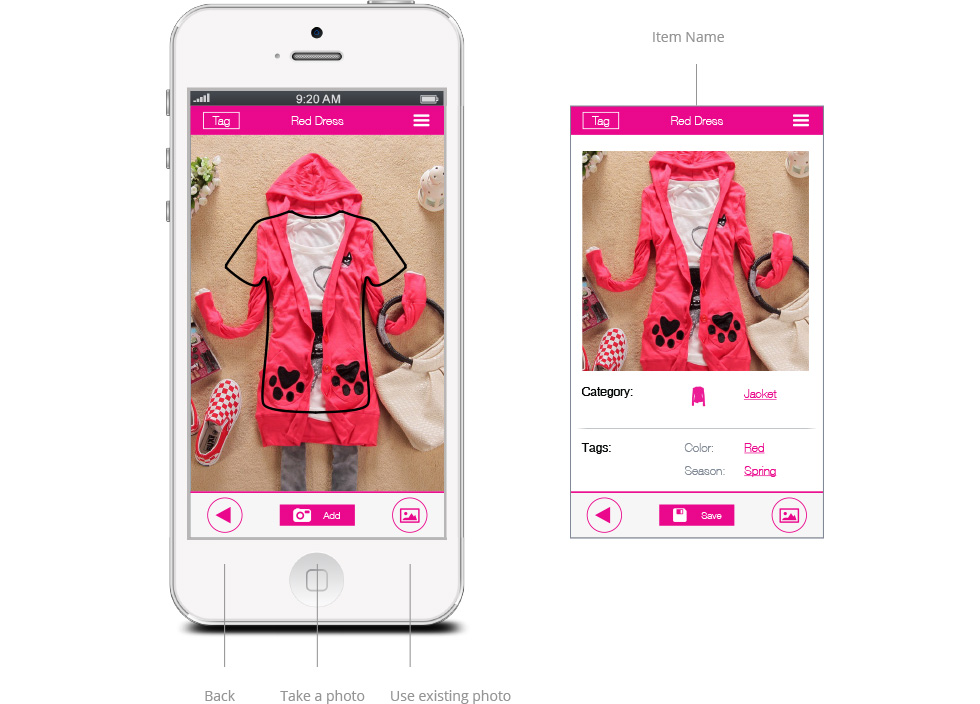 Item Name
9:20 AM
Tag Red Dress
Add
Back Take a photo Use existing photo
Tag Red Dress
Category: Jacket
Tags: Color: Red
Season: Spring
Save